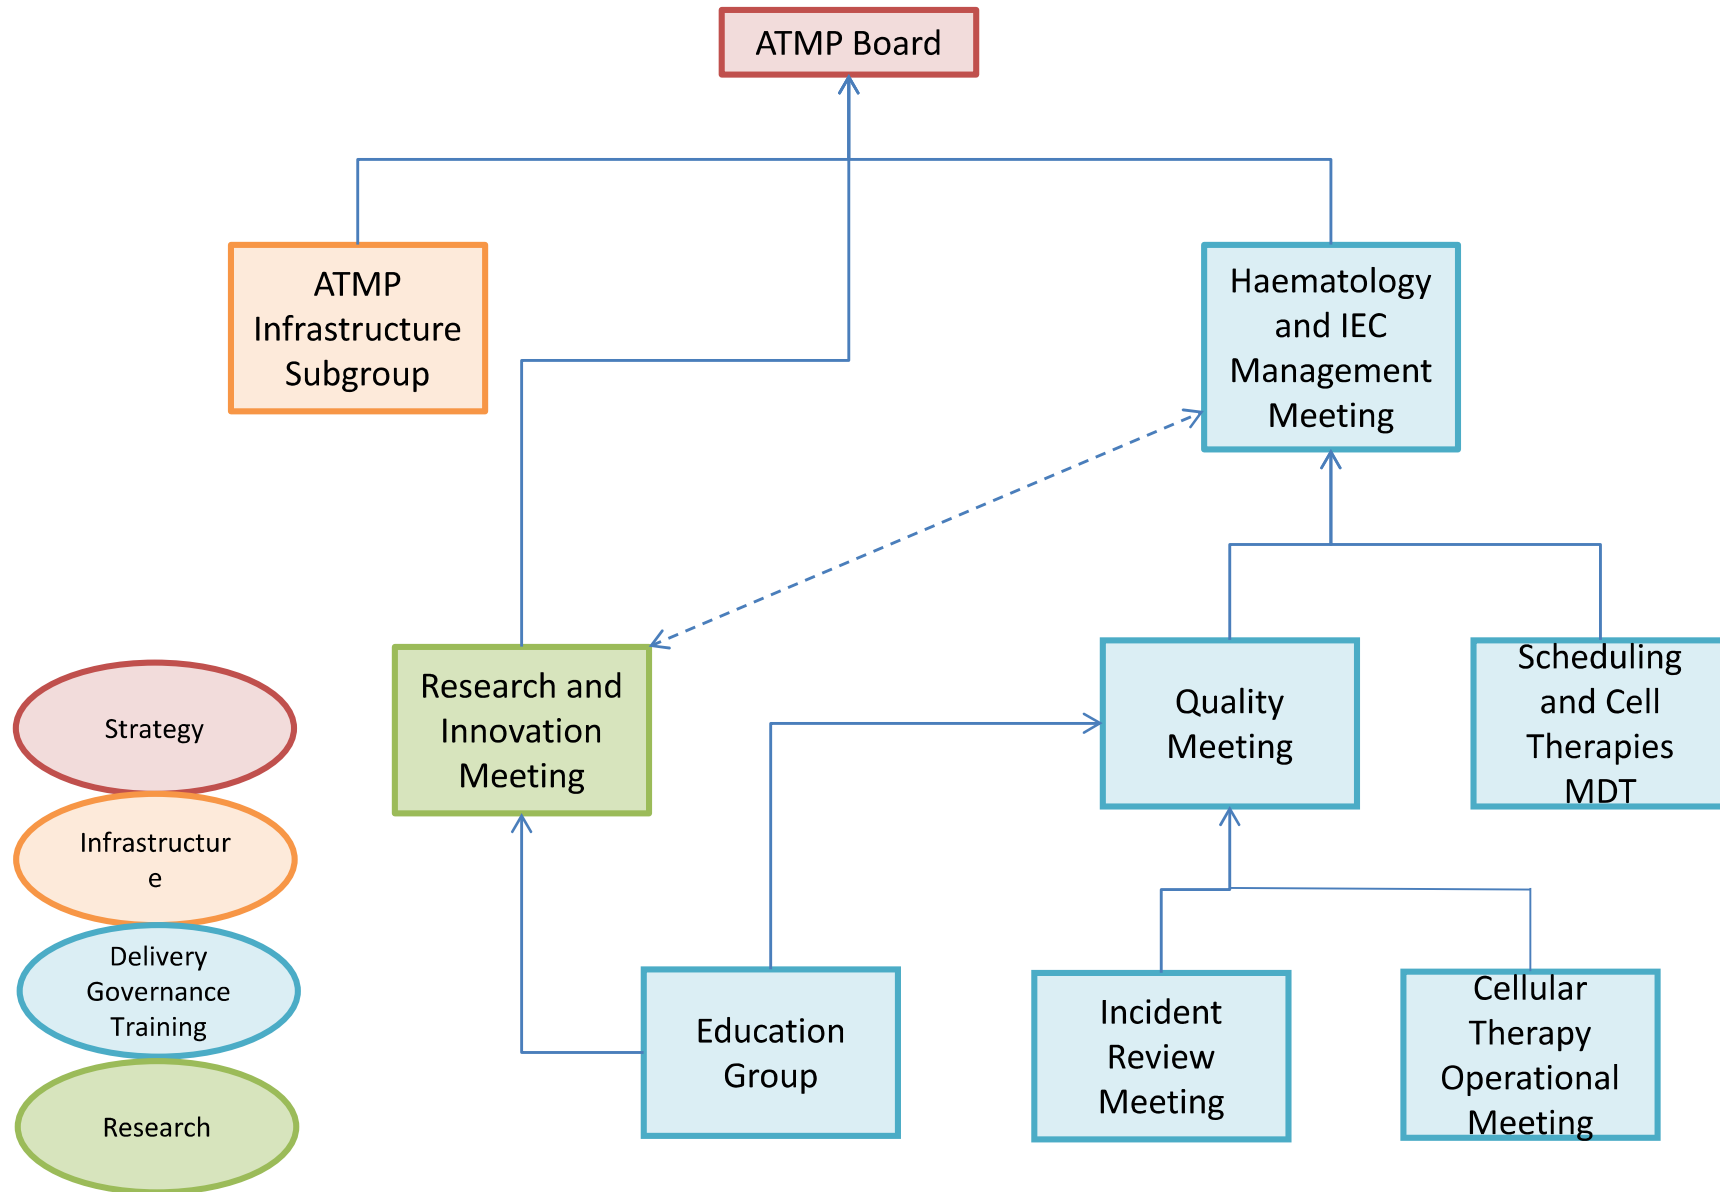 ATMP Board
ATMP
Infrastructure
Subgroup
Haematology
and IEC
Management
Meeting
Research and
Innovation
Meeting
Quality
Meeting
Scheduling
and Cell
Therapies
MDT
Strategy
Infrastructur
e
Delivery
Governance
Training
Research
Education
Group
Incident
Review
Meeting
Cellular
Therapy
Operational
Meeting